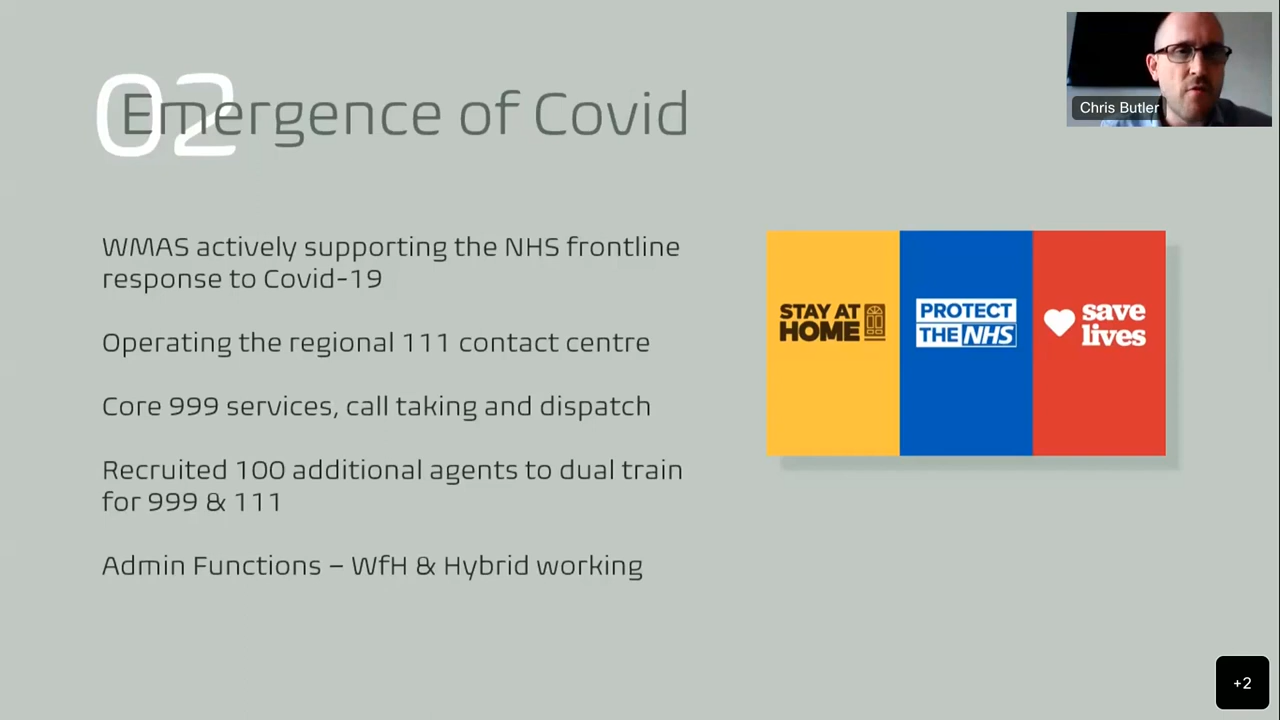 02
Emergence of Covid
Chris Butler
WMAS actively supporting the NHS frontline
response to Covid-19
Operating the regional 111 contact centre
Core 999 services, call taking and dispatch
Recruited 100 additional agents to dual train
for 999 & 111
Admin Functions – WfH & Hybrid working
STAY AT
HOME
PROTECT
THE NHS
save
lives
+2